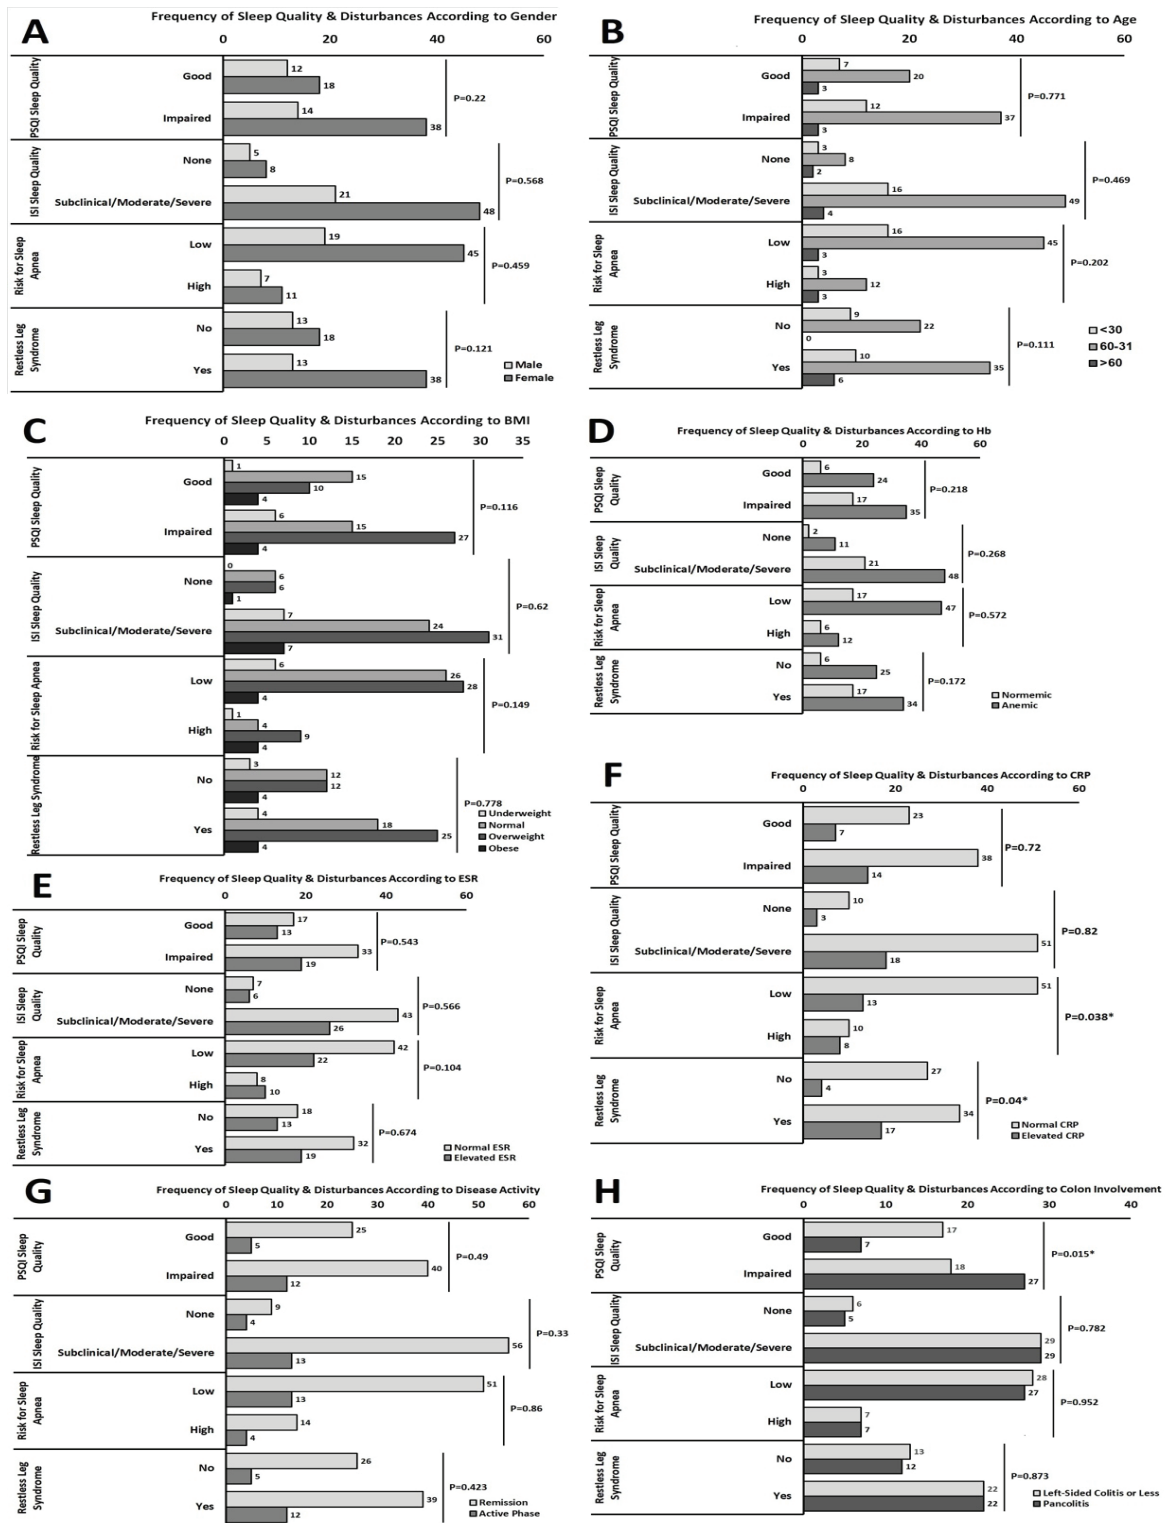 A
Frequency of Sleep Quality & Disturbances According to Gender
0 20 40 60
PSQI Sleep Quality
Good
12
18
Impaired
14
38
P=0.22
ISI Sleep Quality
None
5
8
Subclinical/Moderate/Severe
21
48
P=0.568
Risk for Sleep
Apnea
Low
19
45
High
7
11
P=0.459
Restless Leg
Syndrome
No
13
18
Yes
13
38
P=0.121
Male
Female
B
Frequency of Sleep Quality & Disturbances According to Age
0 20 40 60
PSQI Sleep Quality
Good
7
20
3
Impaired
12
37
3
P=0.771
ISI Sleep Quality
None
3
8
2
Subclinical/Moderate/Severe
16
49
4
P=0.469
Risk for Sleep
Apnea
Low
16
45
3
High
3
12
3
P=0.202
Restless Leg
Syndrome
No
9
22
0
Yes
10
35
6
P=0.111
<30
60-31
>60
C
Frequency of Sleep Quality & Disturbances According to BMI
0 5 10 15 20 25 30 35
PSQI Sleep Quality
Good
1
15
10
4
Impaired
6
15
27
4
P=0.116
ISI Sleep Quality
None
0
6
6
1
Subclinical/Moderate/Severe
7
24
31
7
P=0.62
Risk for Sleep Apnea
Low
6
26
28
4
High
1
4
9
4
P=0.149
Restless Leg Syndrome
No
3
12
12
4
Yes
4
18
25
4
P=0.778
Underweight
Normal
Overweight
Obese
D
Frequency of Sleep Quality & Disturbances According to Hb
0 20 40 60
PSQI Sleep
Quality
Good
6
24
Impaired
17
35
P=0.218
ISI Sleep
Quality
None
2
11
Subclinical/Moderate/Severe
21
48
P=0.268
Risk for Sleep
Apnea
Low
17
47
High
6
12
P=0.572
Restless Leg
Syndrome
No
6
25
Yes
17
34
P=0.172
Normemic
Anemic
E
Frequency of Sleep Quality & Disturbances According to ESR
0 20 40 60
PSQI Sleep
Quality
Good
17
13
Impaired
33
19
P=0.543
ISI Sleep
Quality
None
7
6
Subclinical/Moderate/Severe
43
26
P=0.566
Risk for Sleep
Apnea
Low
42
22
High
8
10
P=0.104
Restless Leg
Syndrome
No
18
13
Yes
32
19
P=0.674
Normal ESR
Elevated ESR
F
Frequency of Sleep Quality & Disturbances According to CRP
0 20 40 60
PSQI Sleep Quality
Good
23
7
Impaired
38
14
P=0.72
ISI Sleep Quality
None
10
3
Subclinical/Moderate/Severe
51
18
P=0.82
Risk for Sleep
Apnea
Low
51
13
High
10
8
P=0.038*
Restless Leg
Syndrome
No
27
4
Yes
34
17
P=0.04*
Normal CRP
Elevated CRP
G
Frequency of Sleep Quality & Disturbances According to Disease Activity
0 10 20 30 40 50 60
PSQI Sleep
Quality
Good
25
5
Impaired
40
12
P=0.49
ISI Sleep Quality
None
9
4
Subclinical/Moderate/Severe
56
13
P=0.33
Risk for Sleep
Apnea
Low
51
13
High
14
4
P=0.86
Restless Leg
Syndrome
No
26
5
Yes
39
12
P=0.423
Remission
Active Phase
H
Frequency of Sleep Quality & Disturbances According to Colon Involvement
0 10 20 30 40
PSQI Sleep
Quality
Good
17
7
Impaired
18
27
P=0.015*
ISI Sleep Quality
None
6
5
Subclinical/Moderate/Severe
29
29
P=0.782
Risk for Sleep
Apnea
Low
28
27
High
7
7
P=0.952
Restless Leg
Syndrome
No
13
12
Yes
22
22
P=0.873
Left-Sided Colitis or Less
Pancolitis